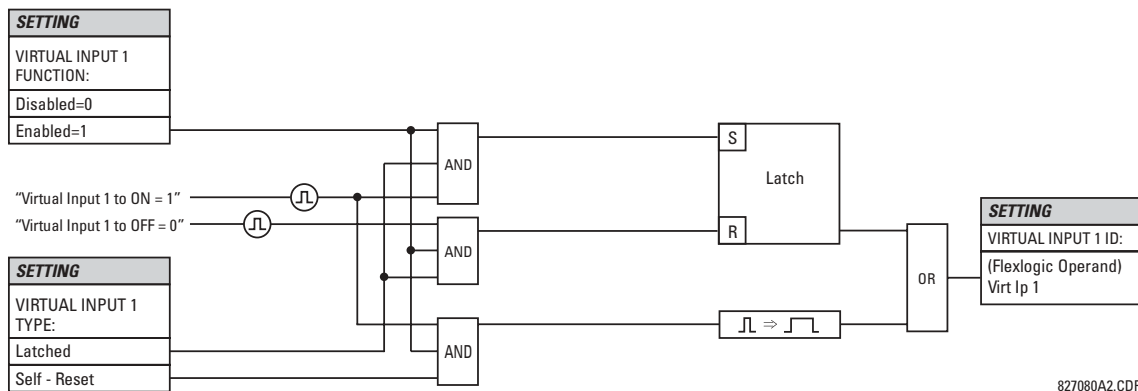 SETTING
VIRTUAL INPUT 1
FUNCTION:
Disabled=0
Enabled=1
“Virtual Input 1 to ON = 1”
“Virtual Input 1 to OFF = 0”
SETTING
VIRTUAL INPUT 1
TYPE:
Latched
Self - Reset
AND
AND
AND
S
Latch
R
OR
SETTING
VIRTUAL INPUT 1 ID:
(Flexlogic Operand)
Virt Ip 1
827080A2.CDR